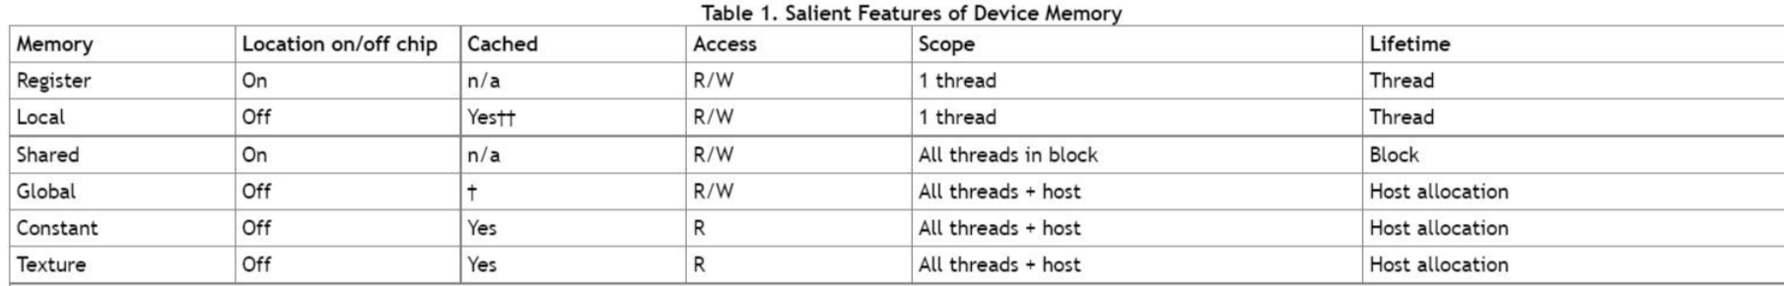 Table 1. Salient Features of Device Memory
Memory Location on/off chip Cached Access Scope Lifetime
Register On n/a R/W 1 thread Thread
Local Off Yes†† R/W 1 thread Thread
Shared On n/a R/W All threads in block Block
Global Off † R/W All threads + host Host allocation
Constant Off Yes R All threads + host Host allocation
Texture Off Yes R All threads + host Host allocation